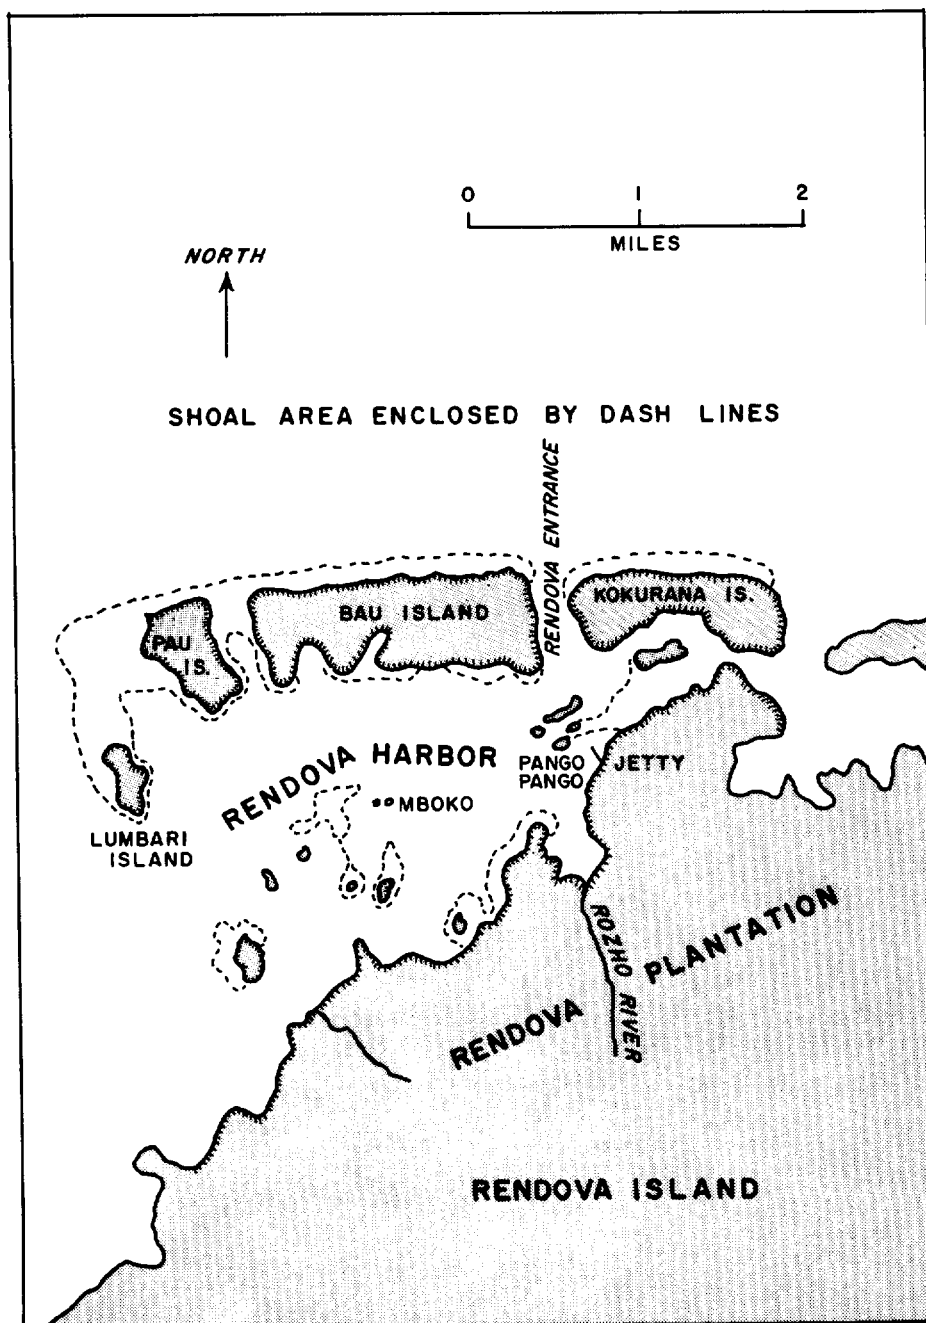 0 1 2
MILES
NORTH
SHOAL AREA ENCLOSED BY DASH LINES
RENDOVA ENTRANCE
PAU
IS.
BAU ISLAND
KOKURANA IS.
RENDOVA HARBOR
PANGO
PANGO
JETTY
MBOKO
LUMBARI
ISLAND
ROZHO RIVER
RENDOVA PLANTATION
RENDOVA ISLAND